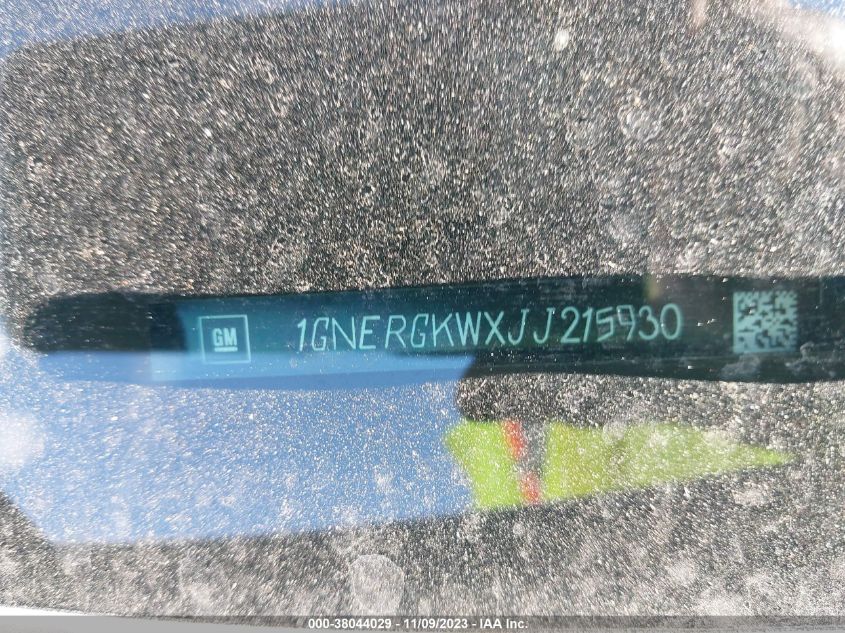 GM 1GNERGKWXJJ215930
000-38044029 - 11/09/2023 - IAA Inc.